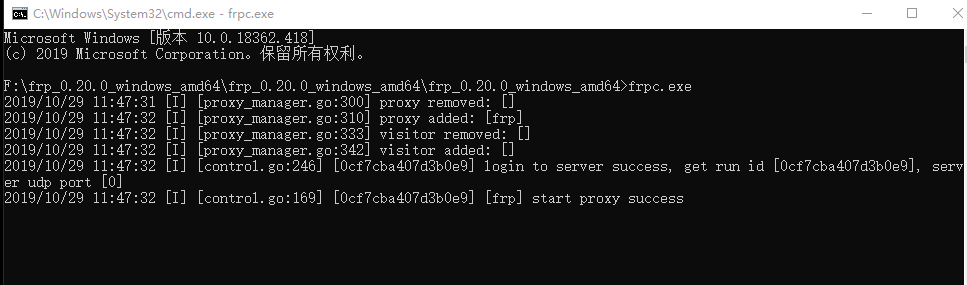 C:\Windows\System32\cmd.exe - frpc.exe
Microsoft Windows [版本 10.0.18362.418]
(c) 2019 Microsoft Corporation。保留所有权利。
F:\frp_0.20.0_windows_amd64\frp_0.20.0_windows_amd64\frp_0.20.0_windows_amd64>frpc.exe
2019/10/29 11:47:31 [I] [proxy_manager.go:300] proxy removed: []
2019/10/29 11:47:32 [I] [proxy_manager.go:310] proxy added: [frp]
2019/10/29 11:47:32 [I] [proxy_manager.go:333] visitor removed: []
2019/10/29 11:47:32 [I] [proxy_manager.go:342] visitor added: []
2019/10/29 11:47:32 [I] [control.go:246] [0cf7cba407d3b0e9] login to server success, get run id [0cf7cba407d3b0e9], serv
er udp port [0]
2019/10/29 11:47:32 [I] [control.go:169] [0cf7cba407d3b0e9] [frp] start proxy success